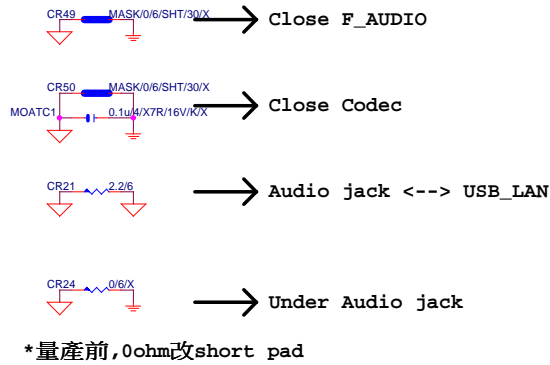 CR49 MASK/0/6/SHT/30/X Close F_AUDIO
CR50 MASK/0/6/SHT/30/X Close Codec
MOATC1 0.1u/4/X7R/16V/K/X
CR21 2.2/6 Audio jack <--> USB_LAN
CR24 0/6/X Under Audio jack
*量產前,0ohm改short pad